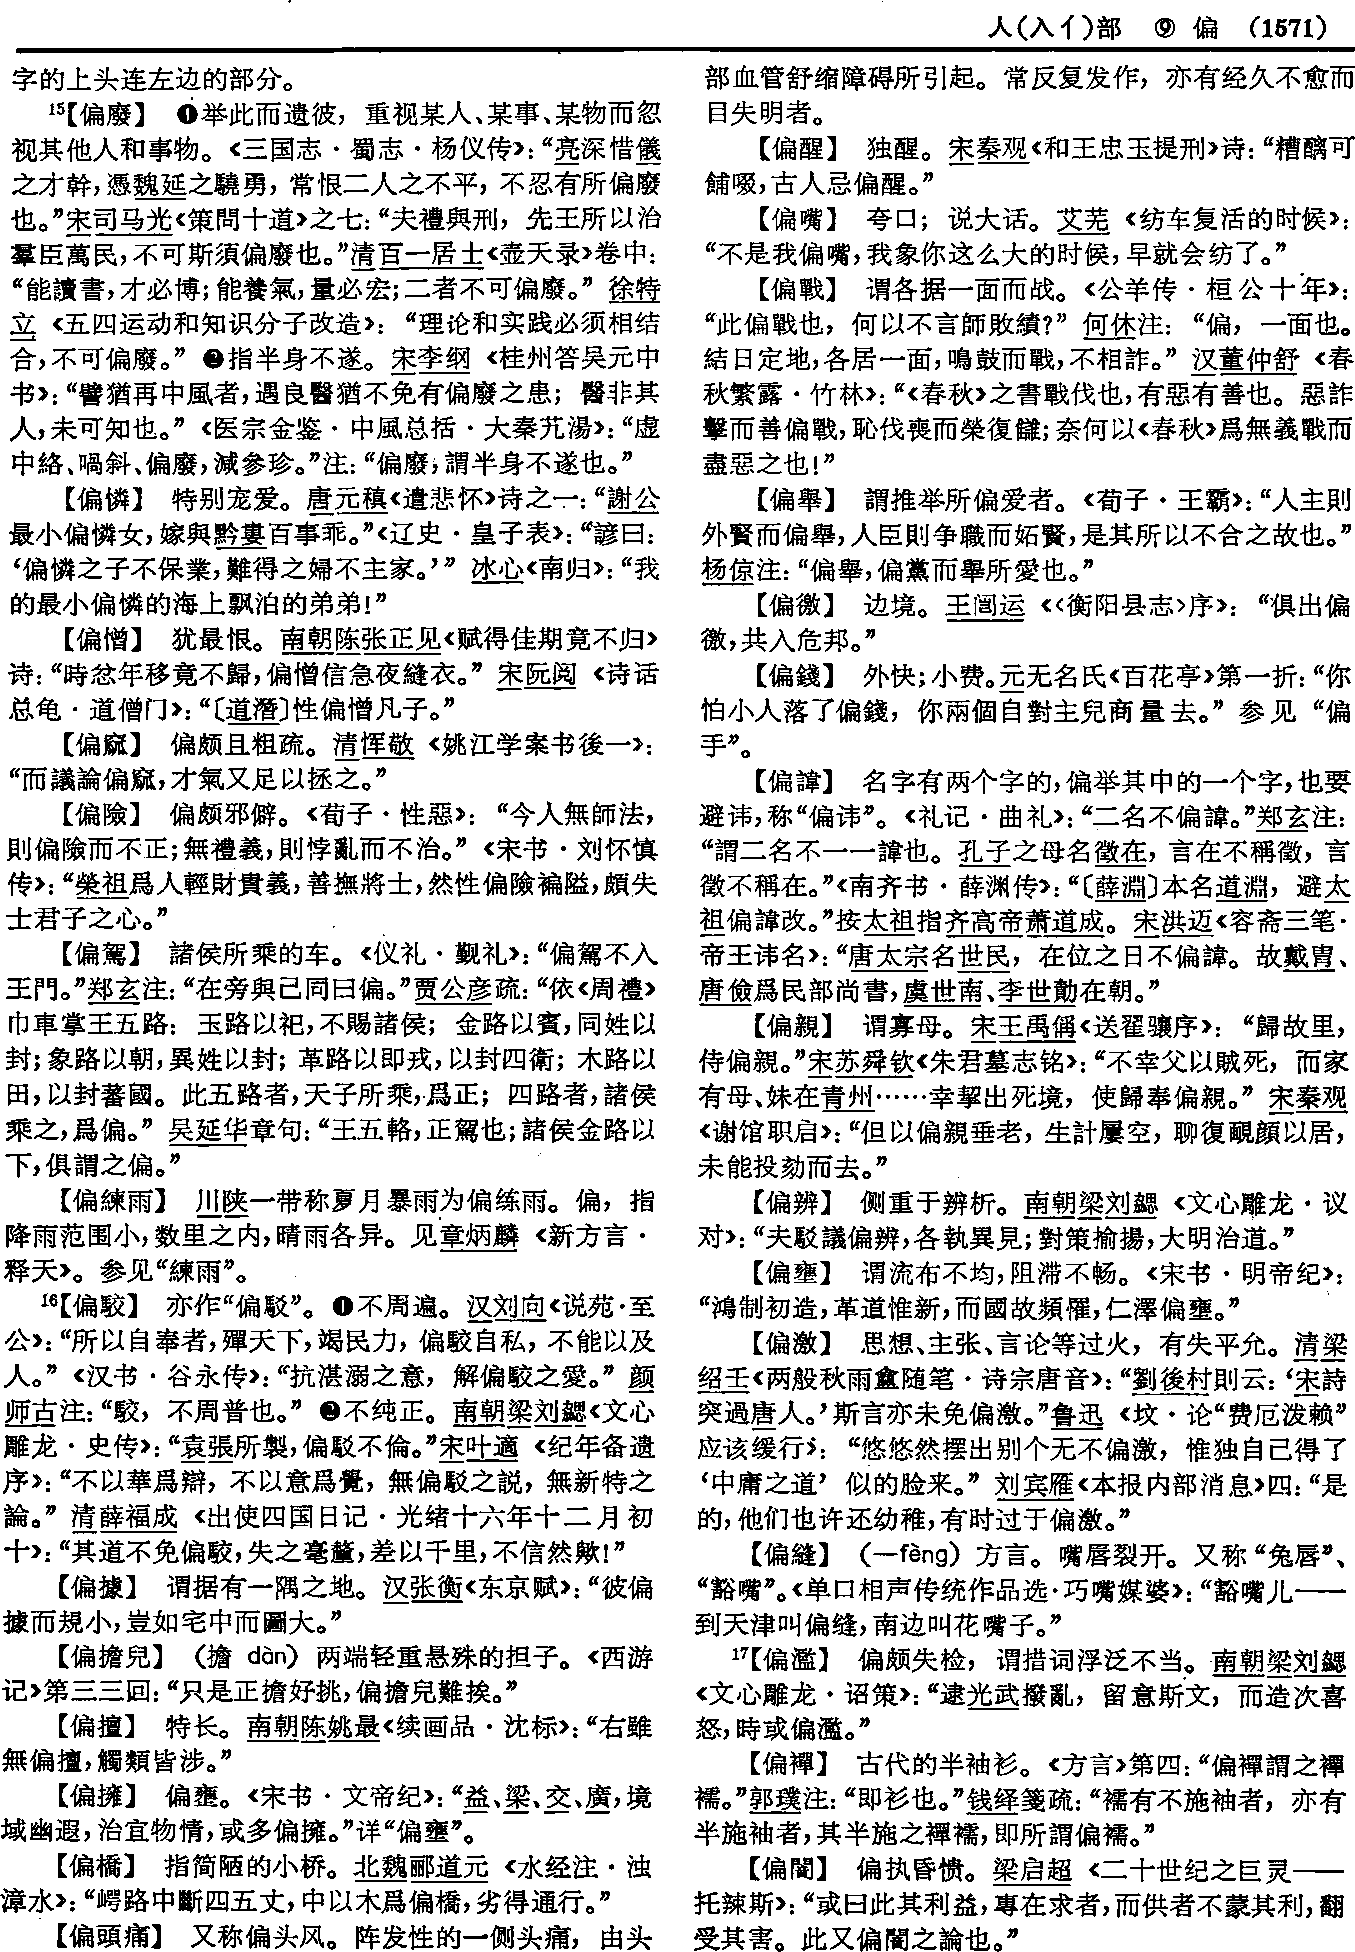 人(入亻)部 ⑨ 偏 (1571)
字的上头连左边的部分。
15【偏廢】 ❶举此而遗彼，重视某人、某事、某物而忽
视其他人和事物。《三国志·蜀志·杨仪传》：“亮深惜儀
之才幹，憑魏延之驍勇，常恨二人之不平，不忍有所偏廢
也。”宋司马光《策問十道》之七：“夫禮與刑，先王所以治
羣臣萬民，不可斯須偏廢也。”清百一居士《壶天录》卷中：
“能讀書，才必博；能養氣，量必宏；二者不可偏廢。” 徐特
立《五四运动和知识分子改造》：“理论和实践必须相结
合，不可偏廢。” ❷指半身不遂。宋李纲《桂州答吴元中
书》：“譬猶再中風者，遇良醫猶不免有偏廢之患；醫非其
人，未可知也。”《医宗金鉴·中風总括·大秦艽湯》：“虚
中絡、喎斜、偏廢，減參珍。”注：“偏廢，謂半身不遂也。”
【偏憐】 特别宠爱。唐元稹《遣悲怀》诗之一：“謝公
最小偏憐女，嫁與黔婁百事乖。”《辽史·皇子表》：“諺曰：
‘偏憐之子不保業，難得之婦不主家。’” 冰心《南归》：“我
的最小偏憐的海上飘泊的弟弟！”
【偏憎】 犹最恨。南朝陈张正见《赋得佳期竟不归》
诗：“時忿年移竟不歸，偏憎信急夜縫衣。” 宋阮阅《诗话
总龟·道僧门》：“〔道潛〕性偏憎凡子。”
【偏窳】 偏颇且粗疏。清恽敬《姚江学案书後一》：
“而議論偏窳，才氣又足以拯之。”
【偏險】 偏颇邪僻。《荀子·性惡》：“今人無師法，
則偏險而不正；無禮義，則悖亂而不治。”《宋书·刘怀慎
传》：“榮祖爲人輕財貴義，善撫將士，然性偏險褊隘，頗失
士君子之心。”
【偏駕】 諸侯所乘的车。《仪礼·觐礼》：“偏駕不入
王門。”郑玄注：“在旁與己同曰偏。”贾公彦疏：“依《周禮》
巾車掌王五路：玉路以祀，不賜諸侯；金路以賓，同姓以
封；象路以朝，異姓以封；革路以即戎，以封四衛；木路以
田，以封蕃國。此五路者，天子所乘，爲正；四路者，諸侯
乘之，爲偏。” 吴延华章句：“王五輅，正駕也；諸侯金路以
下，俱謂之偏。”
【偏練雨】 川陕一带称夏月暴雨为偏练雨。偏，指
降雨范围小，数里之内，晴雨各异。见章炳麟《新方言·
释天》。参见“練雨”。
16【偏駮】 亦作“偏駁”。❶不周遍。汉刘向《说苑·至
公》：“所以自奉者，殫天下，竭民力，偏駮自私，不能以及
人。”《汉书·谷永传》：“抗湛溺之意，解偏駮之愛。” 颜
师古注：“駮，不周普也。” ❷不纯正。南朝梁刘勰《文心
雕龙·史传》：“袁張所製，偏駁不倫。”宋叶適《纪年备遗
序》：“不以華爲辯，不以意爲覺，無偏駁之説，無新特之
論。” 清薛福成《出使四国日记·光绪十六年十二月初
十》：“其道不免偏駮，失之毫釐，差以千里，不信然歟！”
【偏據】 谓据有一隅之地。汉张衡《东京赋》：“彼偏
據而規小，豈如宅中而圖大。”
【偏擔兒】（擔 dàn）两端轻重悬殊的担子。《西游
记》第三三回：“只是正擔好挑，偏擔兒難挨。”
【偏擅】 特长。南朝陈姚最《续画品·沈标》：“右雖
無偏擅，觸類皆涉。”
【偏擁】 偏壅。《宋书·文帝纪》：“益、梁、交、廣，境
域幽遐，治宜物情，或多偏擁。”详“偏壅”。
【偏橋】 指简陋的小桥。北魏郦道元《水经注·浊
漳水》：“崿路中斷四五丈，中以木爲偏橋，劣得通行。”
【偏頭痛】 又称偏头风。阵发性的一侧头痛，由头
部血管舒缩障碍所引起。常反复发作，亦有经久不愈而
目失明者。
【偏醒】 独醒。宋秦观《和王忠玉提刑》诗：“糟醨可
餔啜，古人忌偏醒。”
【偏嘴】 夸口；说大话。艾芜《纺车复活的时候》：
“不是我偏嘴，我象你这么大的时候，早就会纺了。”
【偏戰】 谓各据一面而战。《公羊传·桓公十年》：
“此偏戰也，何以不言師敗績？” 何休注：“偏，一面也。
結日定地，各居一面，鳴鼓而戰，不相詐。” 汉董仲舒《春
秋繁露·竹林》：“《春秋》之書戰伐也，有惡有善也。惡詐
擊而善偏戰，恥伐喪而榮復讎；奈何以《春秋》爲無義戰而
盡惡之也！”
【偏舉】 謂推举所偏爱者。《荀子·王霸》：“人主則
外賢而偏舉，人臣則争職而妬賢，是其所以不合之故也。”
杨倞注：“偏舉，偏黨而舉所愛也。”
【偏徼】 边境。王闿运《〈衡阳县志〉序》：“俱出偏
徼，共入危邦。”
【偏錢】 外快；小费。元无名氏《百花亭》第一折：“你
怕小人落了偏錢，你兩個自對主兒商量去。” 参见“偏
手”。
【偏諱】 名字有两个字的，偏举其中的一个字，也要
避讳，称“偏讳”。《礼记·曲礼》：“二名不偏諱。”郑玄注：
“謂二名不一一諱也。孔子之母名徵在，言在不稱徵，言
徵不稱在。”《南齐书·薛渊传》：“〔薛淵〕本名道淵，避太
祖偏諱改。”按太祖指齐高帝萧道成。宋洪迈《容斋三笔·
帝王讳名》：“唐太宗名世民，在位之日不偏諱。故戴冑、
唐儉爲民部尚書，虞世南、李世勣在朝。”
【偏親】 谓寡母。宋王禹偁《送翟骧序》：“歸故里，
侍偏親。”宋苏舜钦《朱君墓志铭》：“不幸父以賊死，而家
有母、妹在青州……幸挈出死境，使歸奉偏親。” 宋秦观
《谢馆职启》：“但以偏親垂老，生計屢空，聊復靦顔以居，
未能投劾而去。”
【偏辨】 侧重于辨析。南朝梁刘勰《文心雕龙·议
对》：“夫駁議偏辨，各執異見；對策揄揚，大明治道。”
【偏壅】 谓流布不均，阻滞不畅。《宋书·明帝纪》：
“鴻制初造，革道惟新，而國故頻罹，仁澤偏壅。”
【偏激】 思想、主张、言论等过火，有失平允。清梁
绍壬《两般秋雨盦随笔·诗宗唐音》：“劉後村則云：‘宋詩
突過唐人。’斯言亦未免偏激。”鲁迅《坟·论“费厄泼赖”
应该缓行》：“悠悠然摆出别个无不偏激，惟独自己得了
‘中庸之道’似的脸来。” 刘宾雁《本报内部消息》四：“是
的，他们也许还幼稚，有时过于偏激。”
【偏縫】（—fèng）方言。嘴唇裂开。又称“兔唇”、
“豁嘴”。《单口相声传统作品选·巧嘴媒婆》：“豁嘴儿——
到天津叫偏缝，南边叫花嘴子。”
17【偏濫】 偏颇失检，谓措词浮泛不当。南朝梁刘勰
《文心雕龙·诏策》：“逮光武撥亂，留意斯文，而造次喜
怒，時或偏濫。”
【偏襌】 古代的半袖衫。《方言》第四：“偏襌謂之襌
襦。”郭璞注：“即衫也。”钱绎箋疏：“襦有不施袖者，亦有
半施袖者，其半施之襌襦，即所謂偏襦。”
【偏闇】 偏执昏愦。梁启超《二十世纪之巨灵——
托辣斯》：“或曰此其利益，專在求者，而供者不蒙其利，翻
受其害。此又偏闇之論也。”